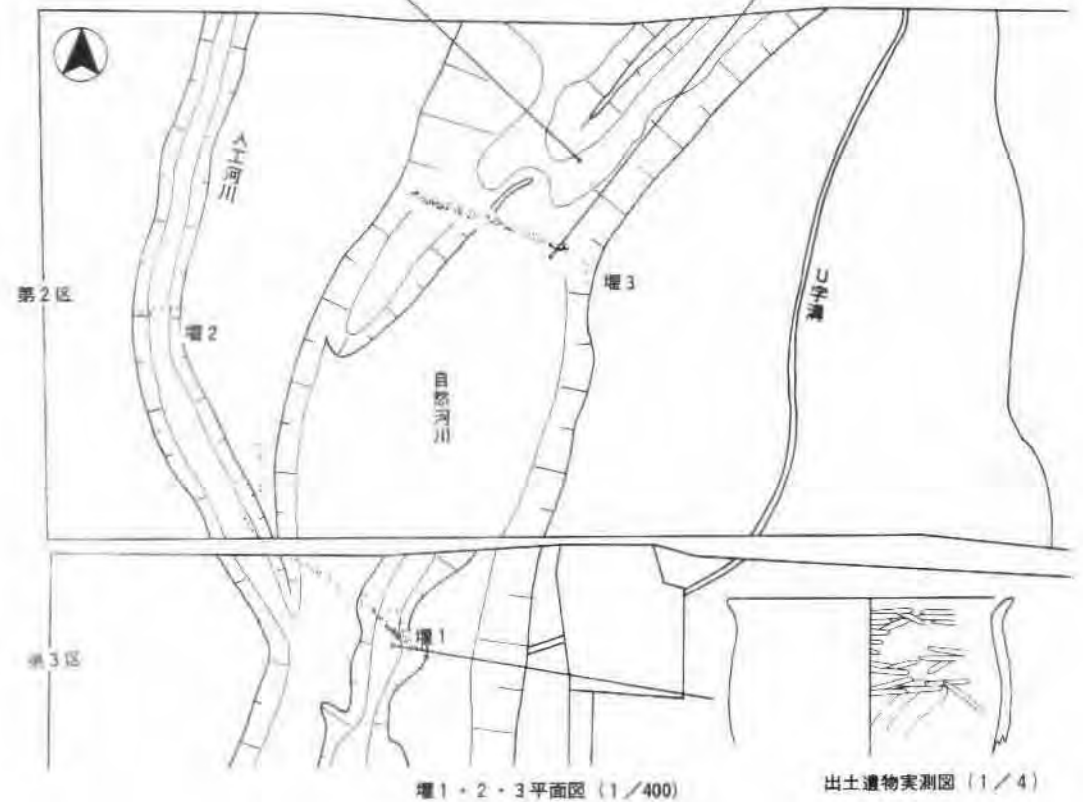 人工河川
第2区
堰2
堰3
U字溝
自然河川
第3区
堰1
堰1・2・3平面図（1／400）
出土遺物実測図（1／4）